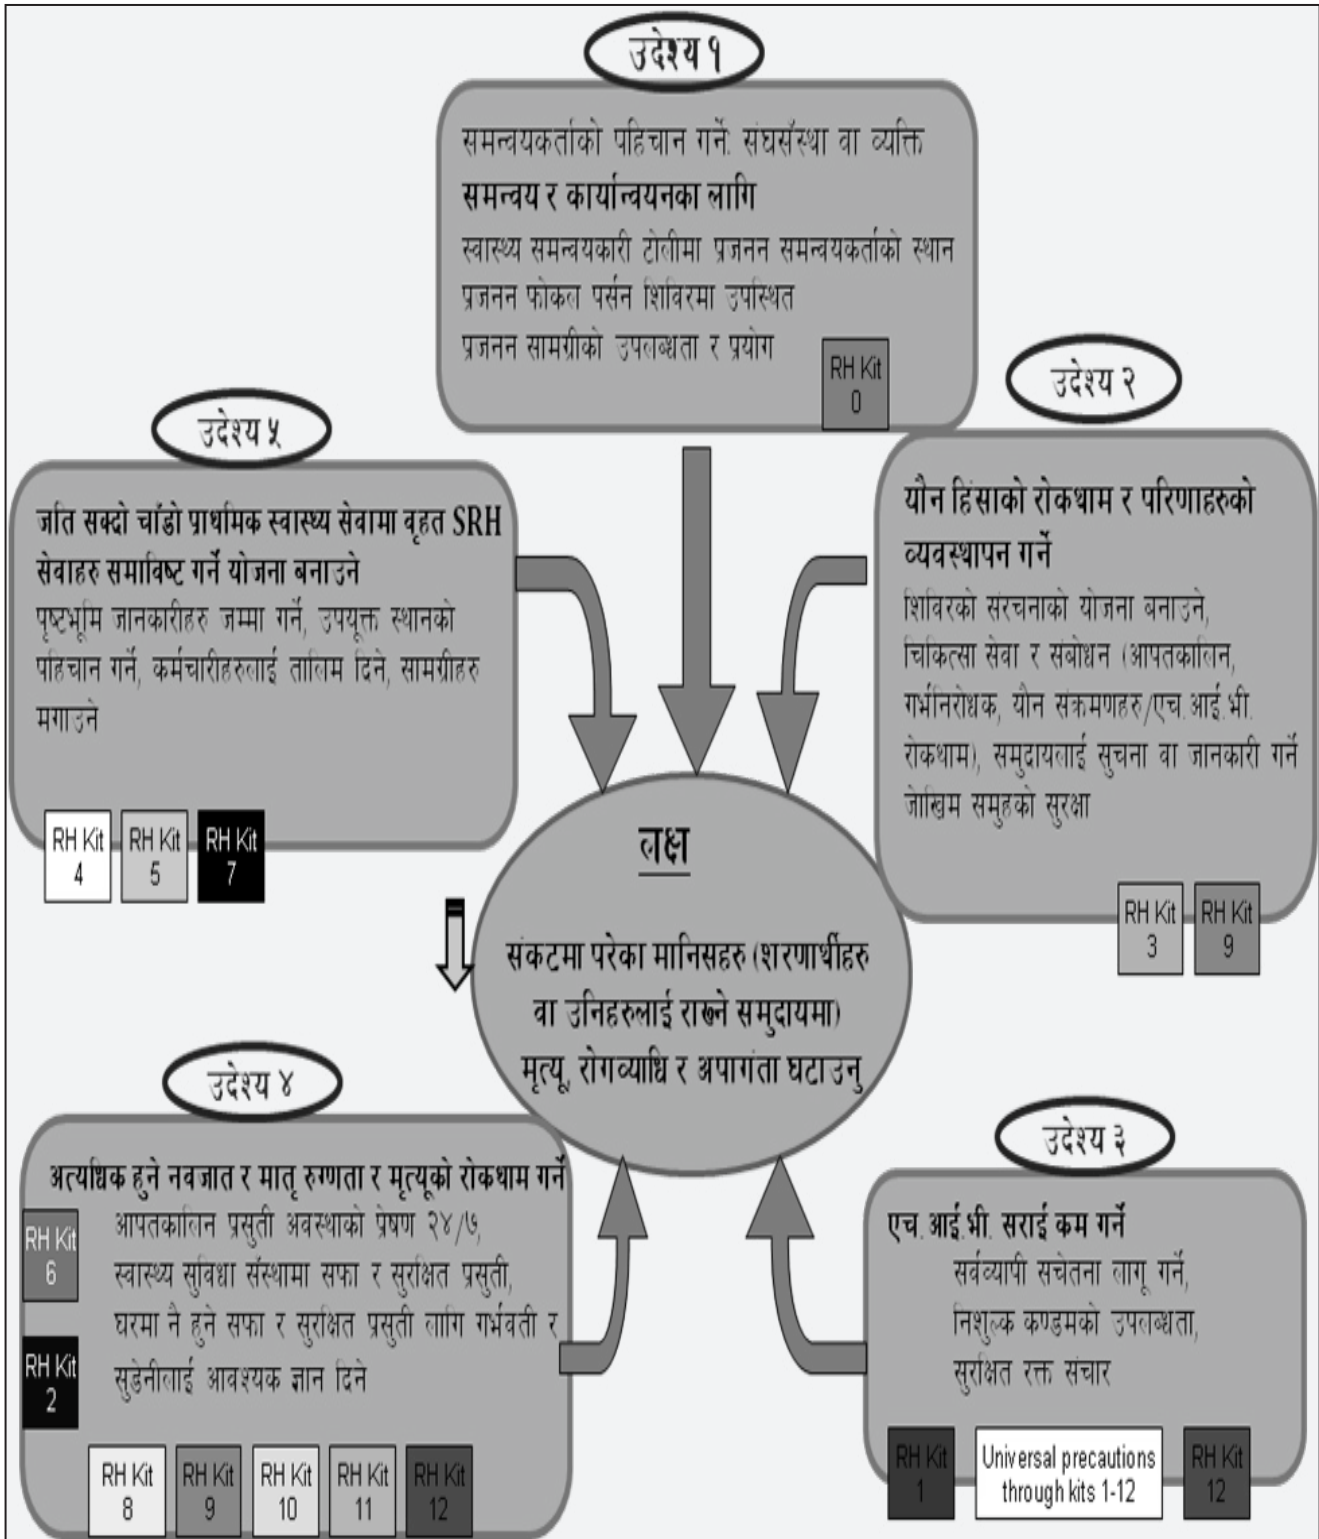 उदेश्य १
समन्वयकर्ताको पहिचान गर्ने: संघसँस्था वा व्यक्ति
समन्वय र कार्यान्वयनका लागि
स्वास्थ्य समन्वयकारी टोलीमा प्रजनन समन्वयकर्ताको स्थान
प्रजनन फोकल पर्सन शिविरमा उपस्थित
प्रजनन सामग्रीको उपलब्धता र प्रयोग
RH Kit
0
उदेश्य २
यौन हिंसाको रोकथाम र परिणाहरुको
व्यवस्थापन गर्ने
शिविरको संरचनाको योजना बनाउने,
चिकित्सा सेवा र संबोधन (आपतकालिन,
गर्भनिरोधक, यौन संक्रमणहरु/एच.आई.भी.
रोकथाम), समुदायलाई सुचना वा जानकारी गर्ने
जोखिम समुहको सुरक्षा
RH Kit
3
RH Kit
9
उदेश्य ५
जति सक्दो चाँडो प्राथमिक स्वास्थ्य सेवामा वृहत SRH
सेवाहरु समाविष्ट गर्ने योजना बनाउने
पृष्टभूमि जानकारीहरु जम्मा गर्ने, उपयूक्त स्थानको
पहिचान गर्ने, कर्मचारीहरुलाई तालिम दिने, सामग्रीहरु
मगाउने
RH Kit
4
RH Kit
5
RH Kit
7
लक्ष
संकटमा परेका मानिसहरु (शरणार्थीहरु
वा उनिहरुलाई राख्ने समुदायमा)
मृत्यू, रोगव्याधि र अपागंता घटाउनु
उदेश्य ४
अत्यधिक हुने नवजात र मातृ रुग्णता र मृत्यूको रोकथाम गर्ने
आपतकालिन प्रसुती अवस्थाको प्रेषण २४/७,
स्वास्थ्य सुविधा सँस्थामा सफा र सुरक्षित प्रसुती,
घरमा नै हुने सफा र सुरक्षित प्रसुती लागि गर्भवती र
सुडेनीलाई आवश्यक ज्ञान दिने
RH Kit
6
RH Kit
2
RH Kit
8
RH Kit
9
RH Kit
10
RH Kit
11
RH Kit
12
उदेश्य ३
एच.आई.भी. सराई कम गर्ने
सर्वव्यापी सचेतना लागू गर्ने,
निशुल्क कण्डमको उपलब्धता,
सुरक्षित रक्त संचार
RH Kit
1
Universal precautions
through kits 1-12
RH Kit
12